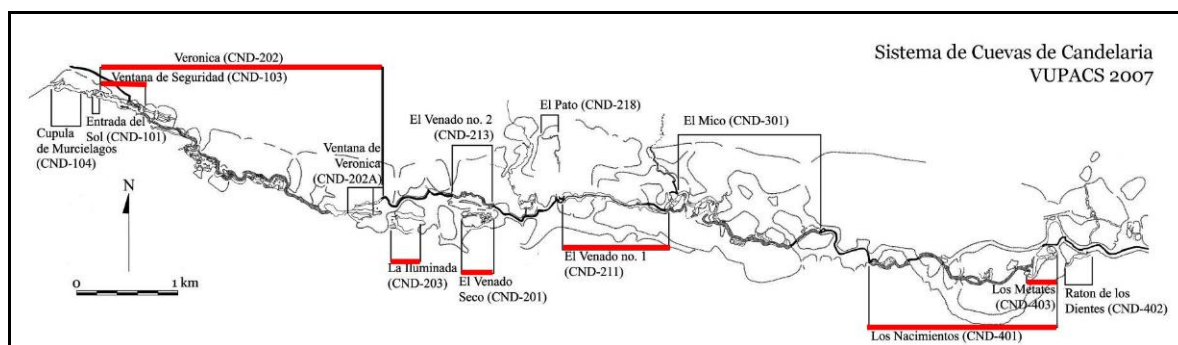 Sistema de Cuevas de Candelaria
VUPACS 2007
Veronica (CND-202)
Ventana de Seguridad (CND-103)
Cupula
de Murcielagos
(CND-104)
Entrada del
Sol (CND-101)
Ventana de
Veronica
(CND-202A)
El Venado no. 2
(CND-213)
El Pato (CND-218)
El Mico (CND-301)
N
0
1 km
La Iluminada
(CND-203)
El Venado
Seco (CND-201)
El Venado no. 1
(CND-211)
Los Metates
(CND-403)
Raton de los
Dientes (CND-402)
Los Nacimientos (CND-401)